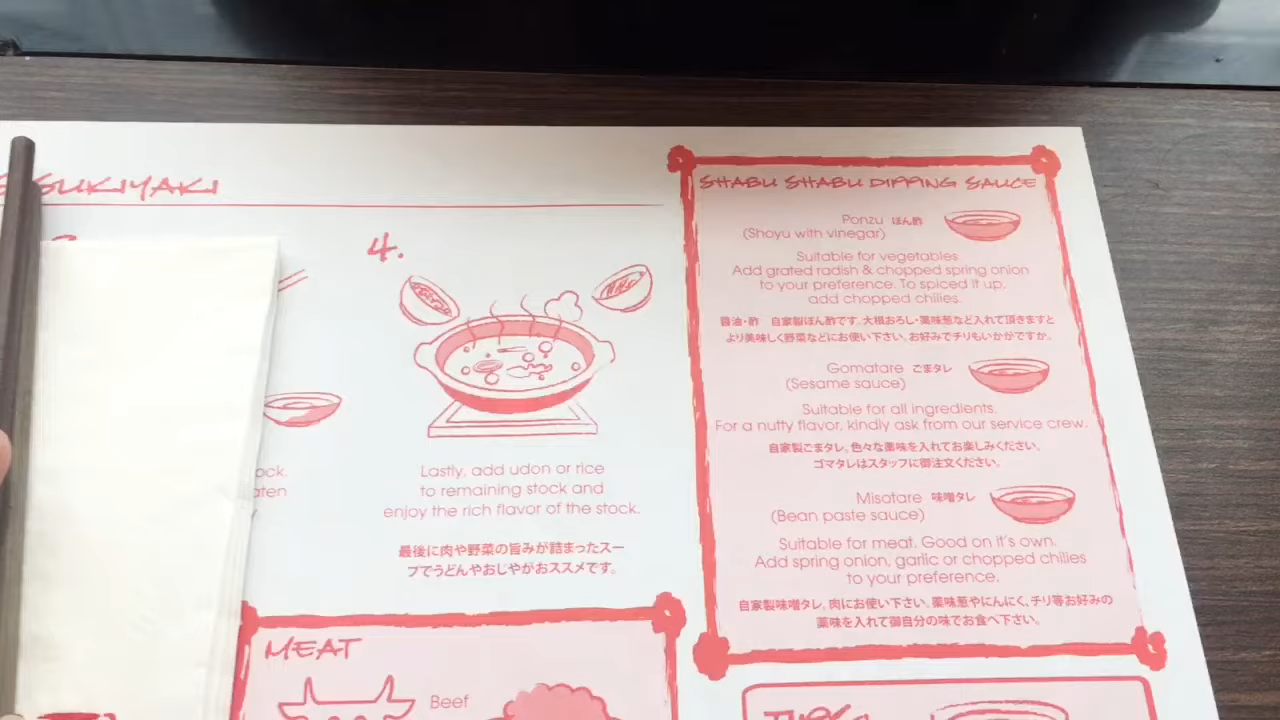 SUKIYAKI
4.
ock.
aten
Lastly, add udon or rice
to remaining stock and
enjoy the rich flavor of the stock.
最後に肉や野菜の旨みが詰まったスー
プでうどんやおじやがおススメです。
MEAT
Beef
SHABU SHABU DIPPING SAUCE
Ponzu ぽん酢
(Shoyu with vinegar)
Suitable for vegetables.
Add grated radish & chopped spring onion
to your preference. To spiced it up,
add chopped chilies.
醤油・酢 自家製ぽん酢です。大根おろし・薬味葱など入れて頂きますと
より美味しく野菜などにお使い下さい。お好みでチリもいかがですか。
Gomatare ごまタレ
(Sesame sauce)
Suitable for all ingredients.
For a nutty flavor, kindly ask from our service crew.
自家製ごまタレ。色々な薬味を入れてお楽しみください。
ゴマタレはスタッフに御注文ください。
Misotare 味噌タレ
(Bean paste sauce)
Suitable for meat. Good on it's own.
Add spring onion, garlic or chopped chilies
to your preference.
自家製味噌タレ。肉にお使い下さい。薬味葱やにんにく、チリ等お好みの
薬味を入れて御自分の味でお食べ下さい。